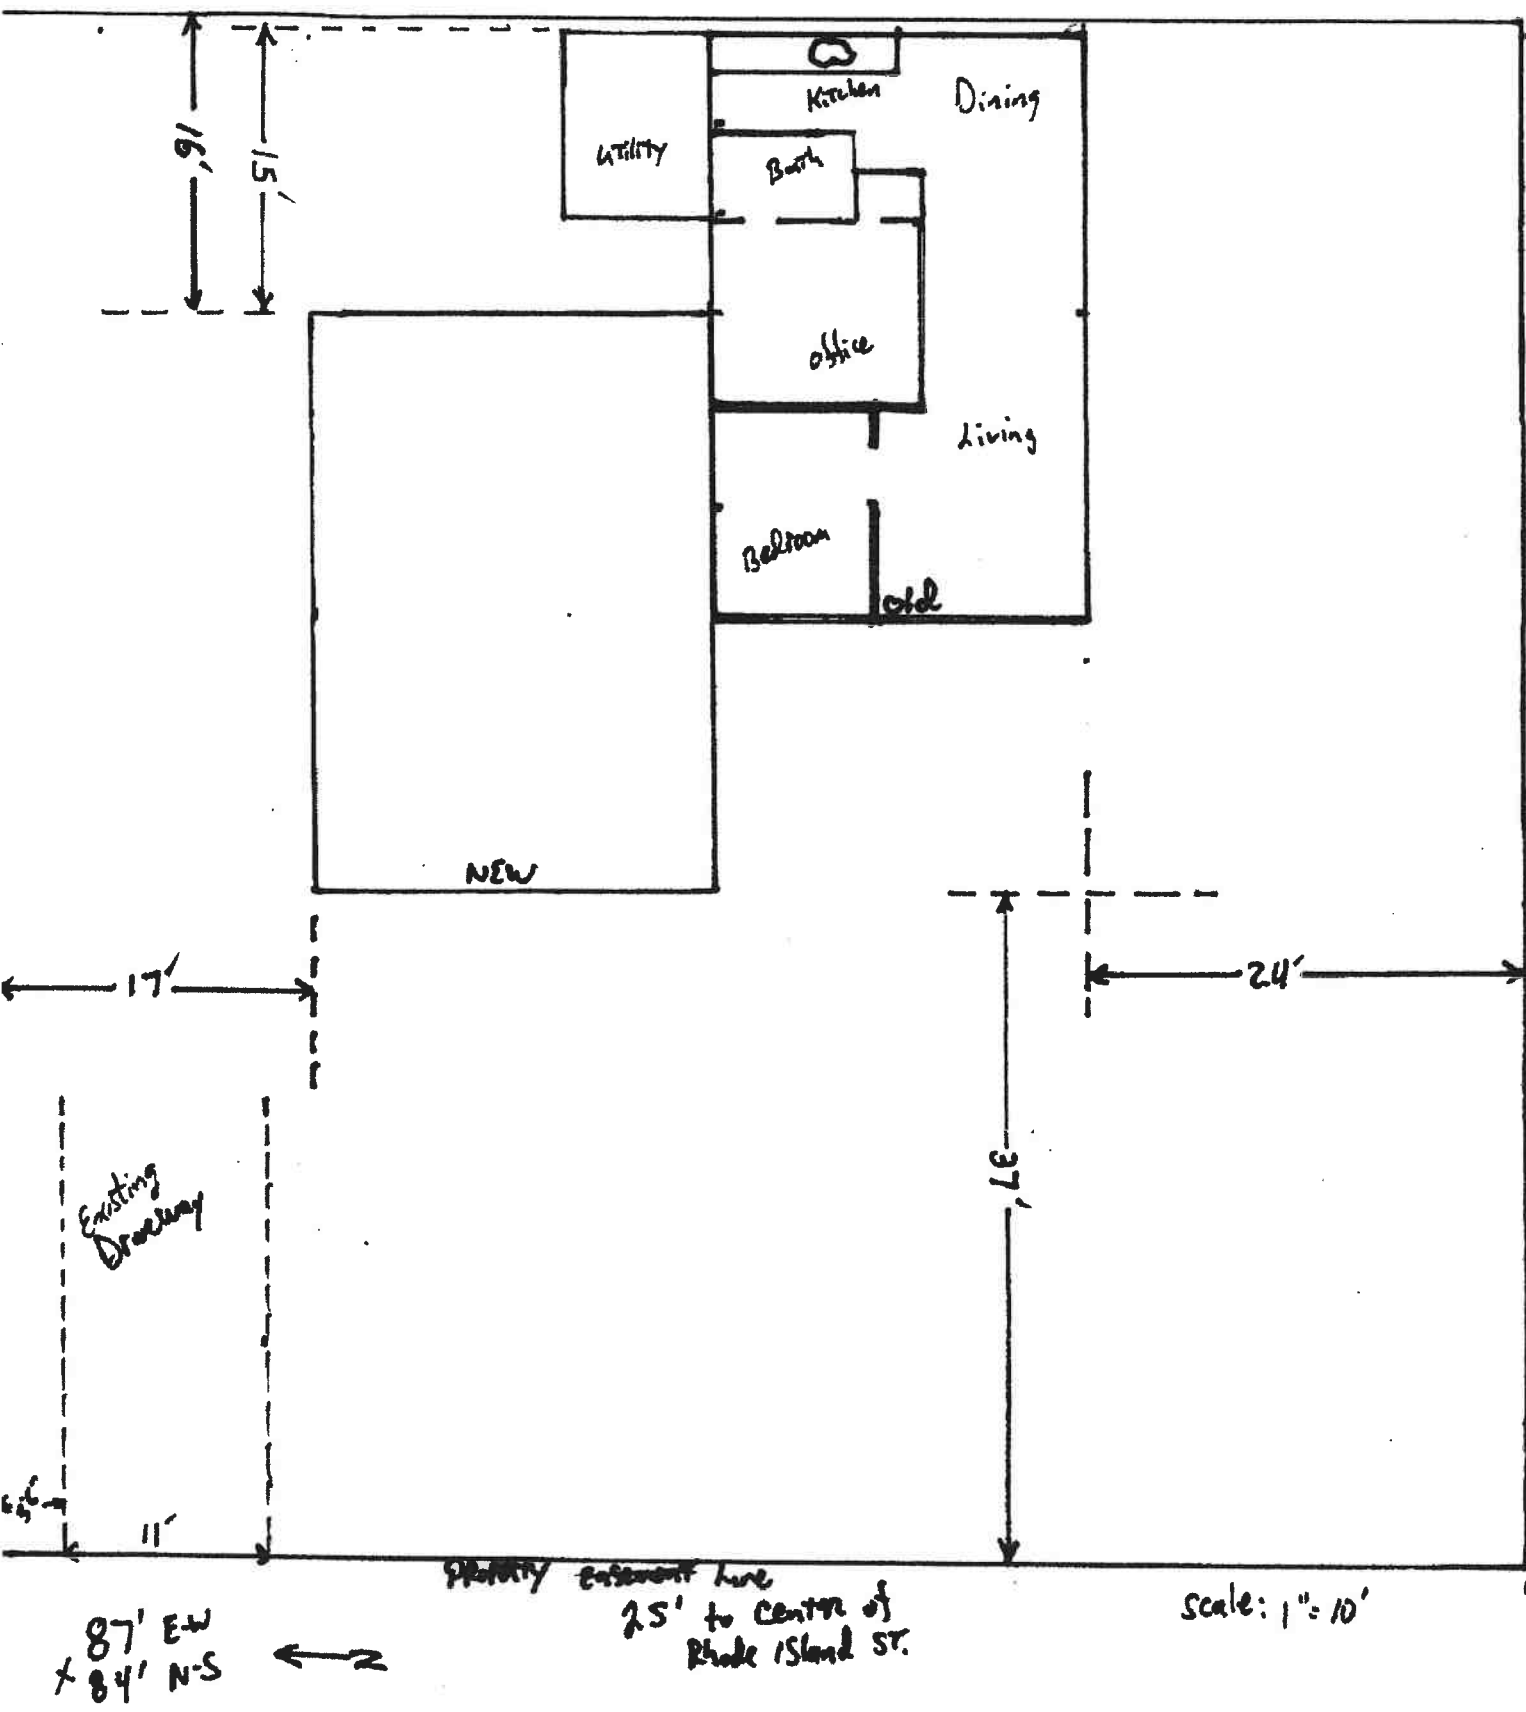 16'
15'
Utility
Kitchen
Dining
Bath
office
Living
Bedroom
old
NEW
17'
24'
37'
Existing
Driveway
11'
Property easement line
25' to center of
Rhode Island ST.
scale: 1"=10'
87' E-W
x 84' N-S
N